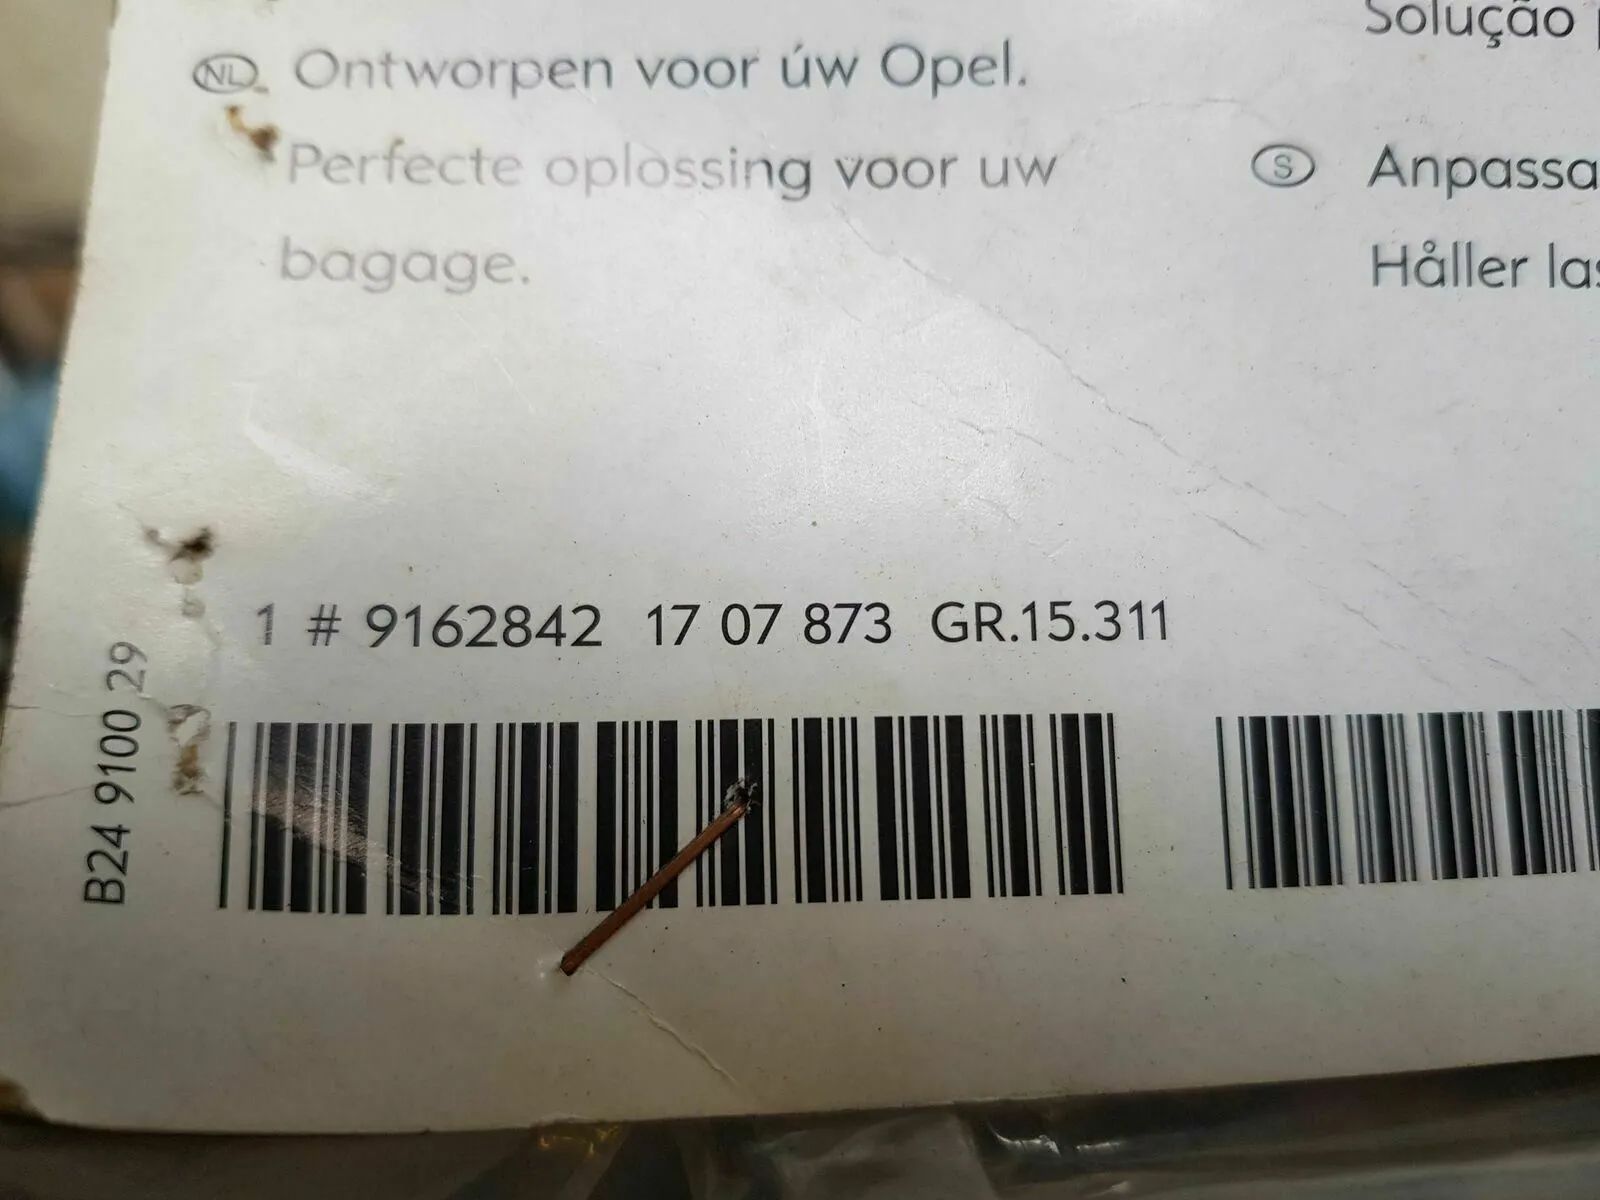 NL Ontworpen voor úw Opel.
Perfecte oplossing voor uw
bagage.
Solução
S Anpassa
Håller las
1 # 9162842 17 07 873 GR.15.311
B24 9100 29